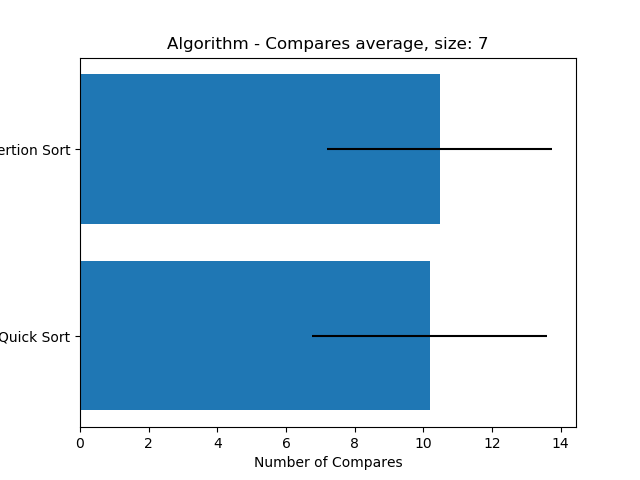 Algorithm - Compares average, size: 7
ertion Sort
Quick Sort
0 2 4 6 8 10 12 14
Number of Compares